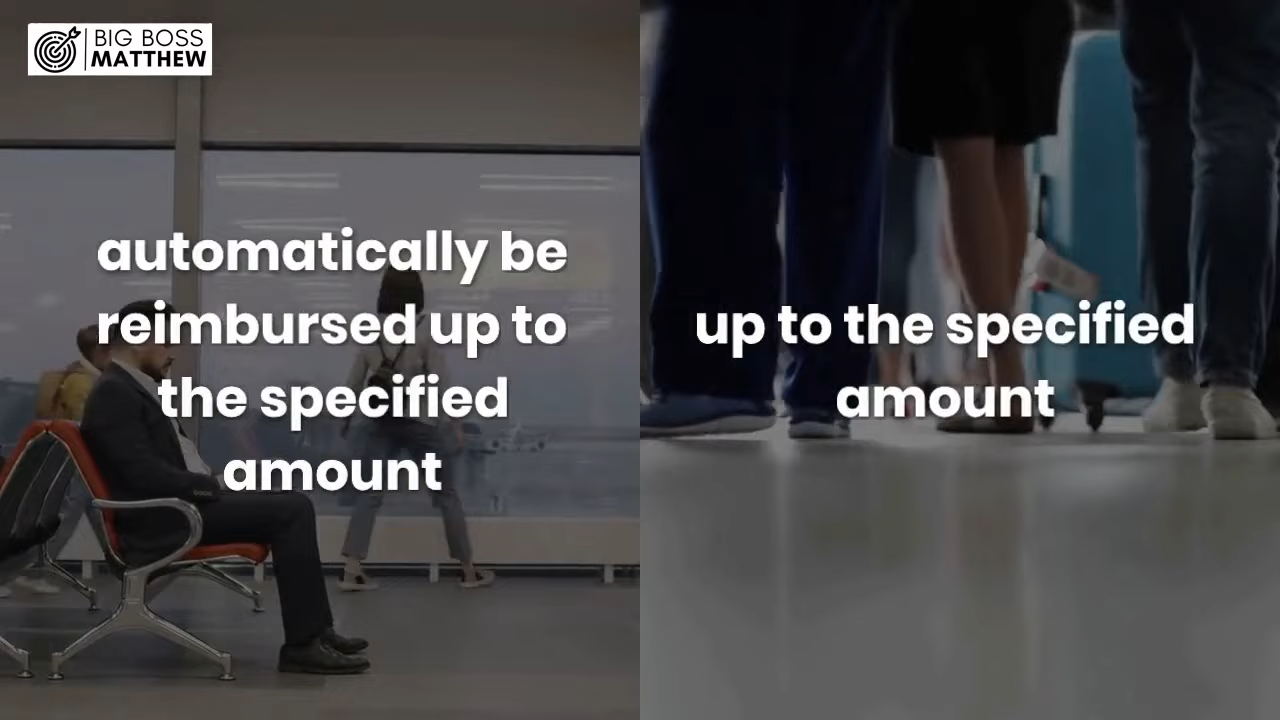 BIG BOSS
MATTHEW
automatically be
reimbursed up to
the specified
amount
up to the specified
amount